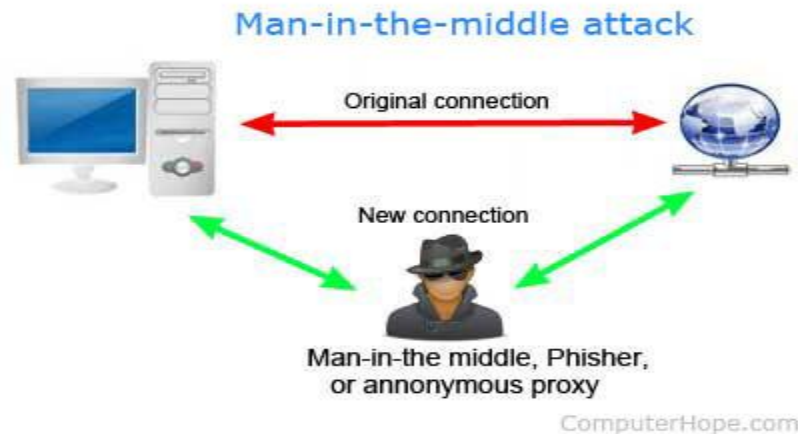 Man-in-the-middle attack
Original connection
New connection
Man-in-the middle, Phisher,
or annonymous proxy
ComputerHope.com